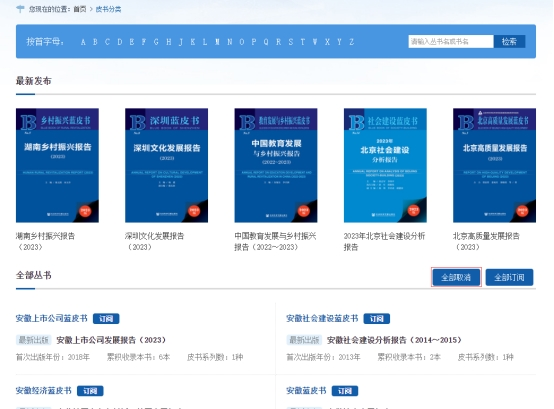 您现在的位置：首页 > 皮书分类
按首字母： A B C D E F G H J K L M N O P Q R S T W X Y Z 请输入丛书名或书名 检索
最新发布
乡村振兴蓝皮书 深圳蓝皮书 教育发展与乡村振兴蓝皮书 社会建设蓝皮书 北京高质量发展蓝皮书
湖南乡村振兴报告 深圳文化发展报告 中国教育发展 2023年 北京高质量发展报告
(2023) (2023) 与乡村振兴报告 北京社会建设 (2023)
(2022~2023) 分析报告
湖南乡村振兴报告 深圳文化发展报告 中国教育发展与乡村振兴 2023年北京社会建设分析 北京高质量发展报告
（2023） （2023） 报告（2022～2023） 报告 （2023）
全部丛书 全部取消 全部订阅
安徽上市公司蓝皮书 订阅 安徽社会建设蓝皮书 订阅
最新出版 安徽上市公司发展报告（2023） 最新出版 安徽社会建设分析报告（2014～2015）
首次出版年份：2018年 累积收录本书：6本 皮书系列数：1种 首次出版年份：2013年 累积收录本书：2本 皮书系列数：1种
安徽经济蓝皮书 订阅 安徽蓝皮书 订阅